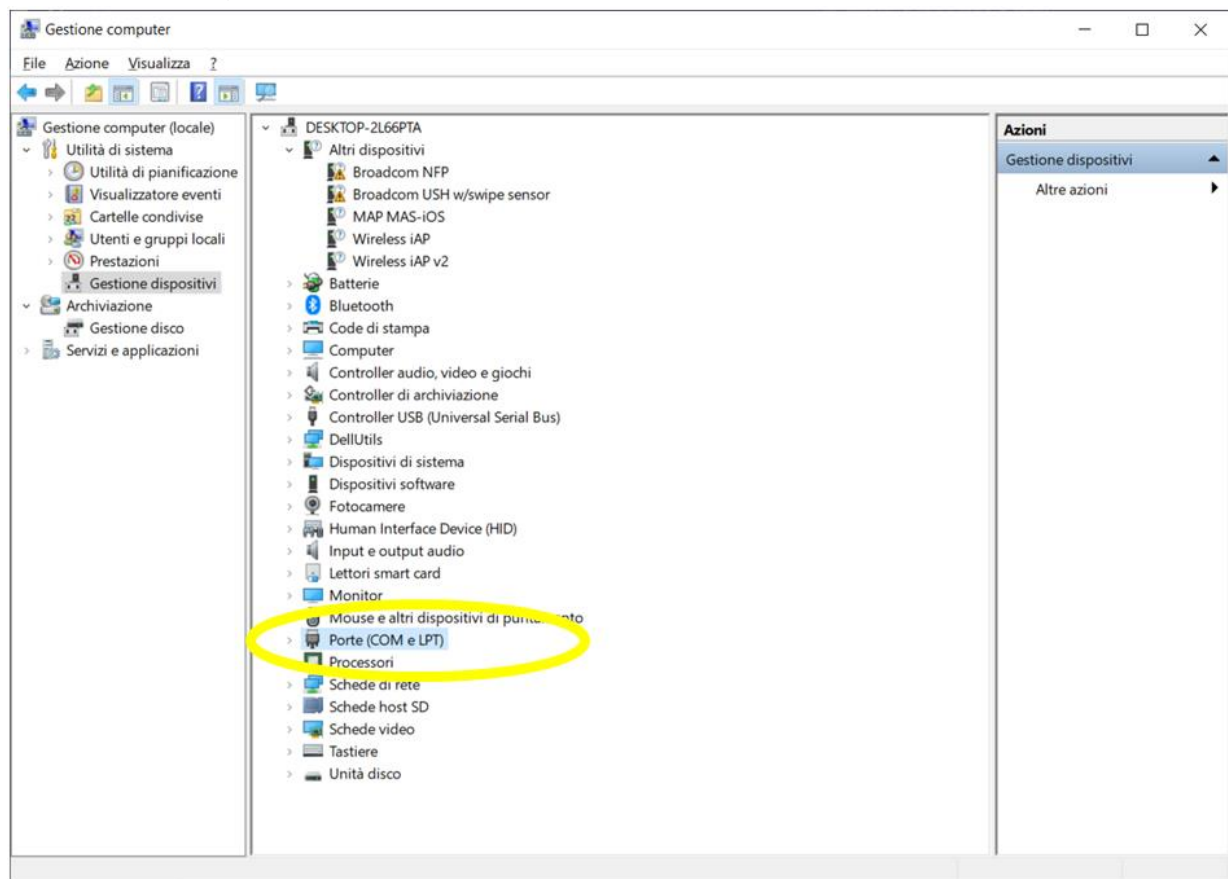 Gestione computer
File Azione Visualizza ?
Gestione computer (locale)
Utilità di sistema
Utilità di pianificazione
Visualizzatore eventi
Cartelle condivise
Utenti e gruppi locali
Prestazioni
Gestione dispositivi
Archiviazione
Gestione disco
Servizi e applicazioni
DESKTOP-2L66PTA
Altri dispositivi
Broadcom NFP
Broadcom USH w/swipe sensor
MAP MAS-iOS
Wireless iAP
Wireless iAP v2
Batterie
Bluetooth
Code di stampa
Computer
Controller audio, video e giochi
Controller di archiviazione
Controller USB (Universal Serial Bus)
DellUtils
Dispositivi di sistema
Dispositivi software
Fotocamere
Human Interface Device (HID)
Input e output audio
Lettori smart card
Monitor
Mouse e altri dispositivi di puntamento
Porte (COM e LPT)
Processori
Schede di rete
Schede host SD
Schede video
Tastiere
Unità disco
Azioni
Gestione dispositivi
Altre azioni